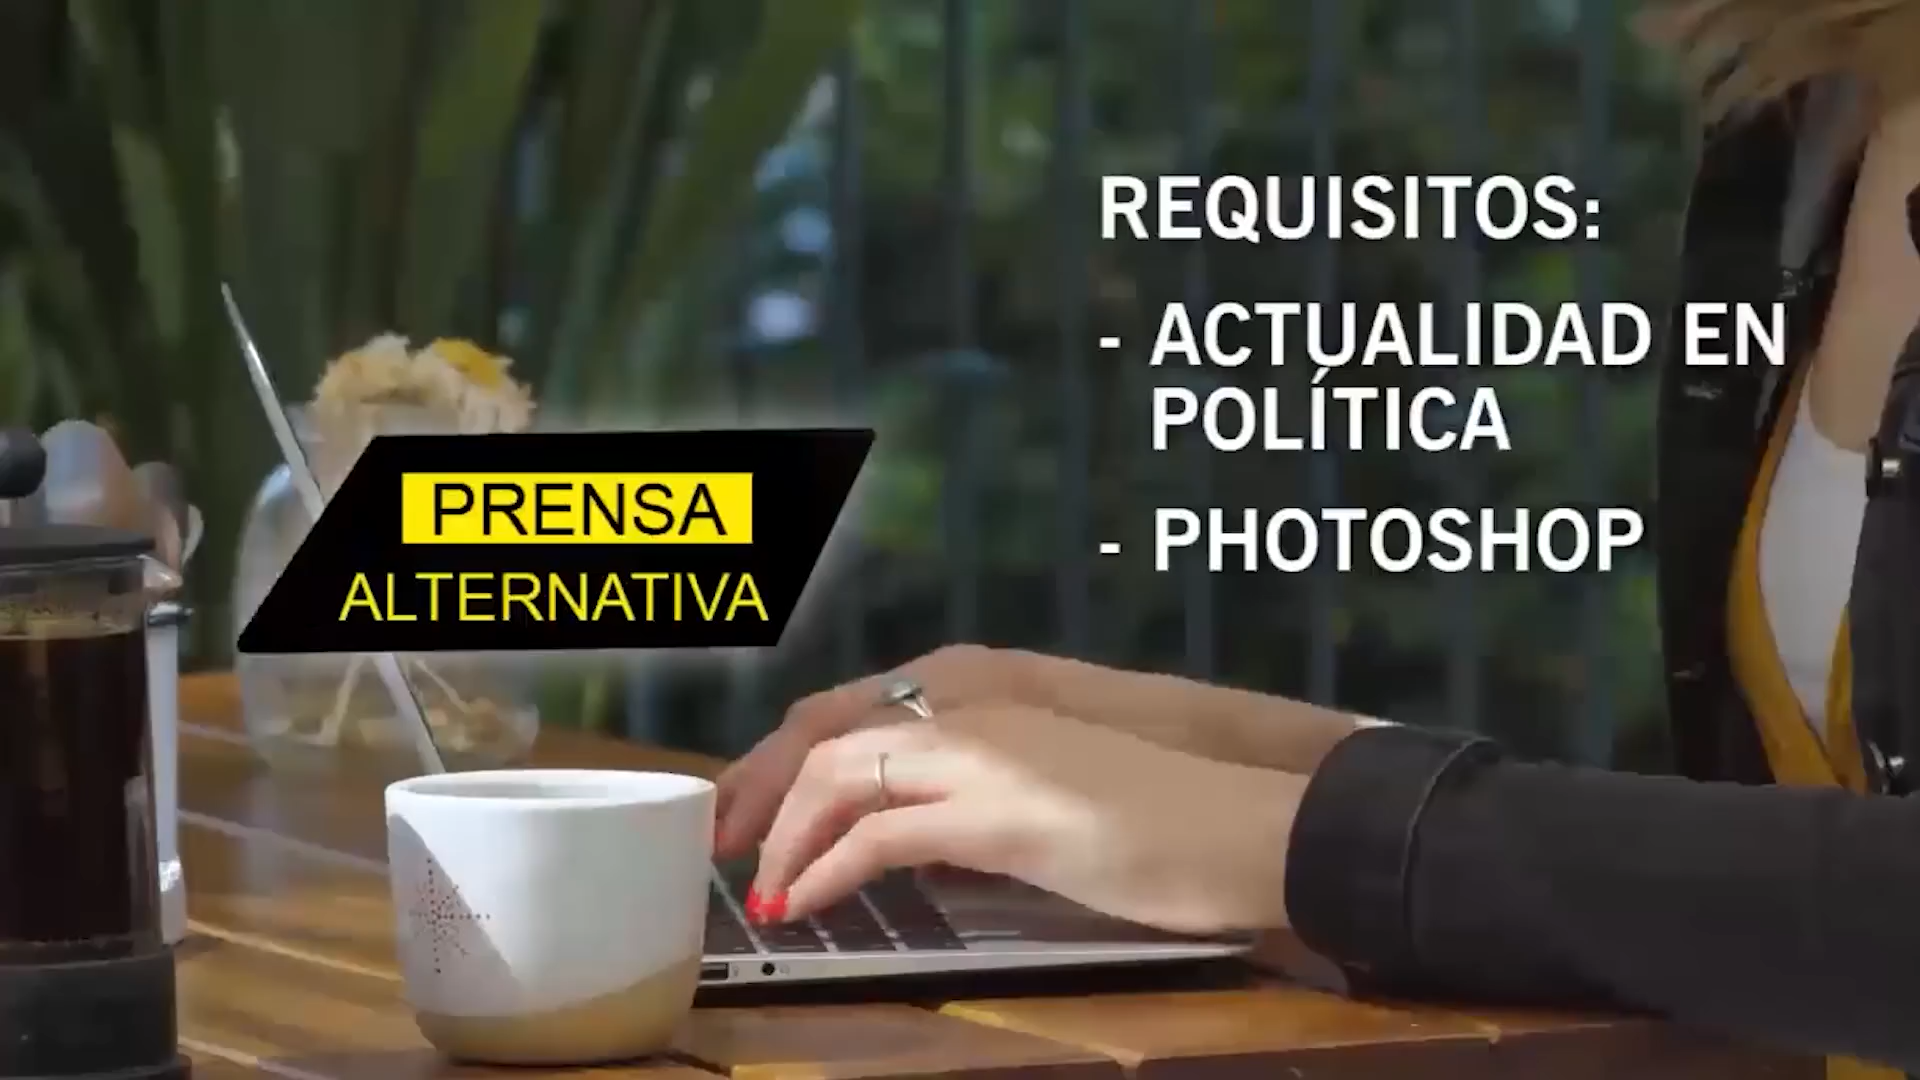 PRENSA
ALTERNATIVA
REQUISITOS:
- ACTUALIDAD EN
POLÍTICA
- PHOTOSHOP